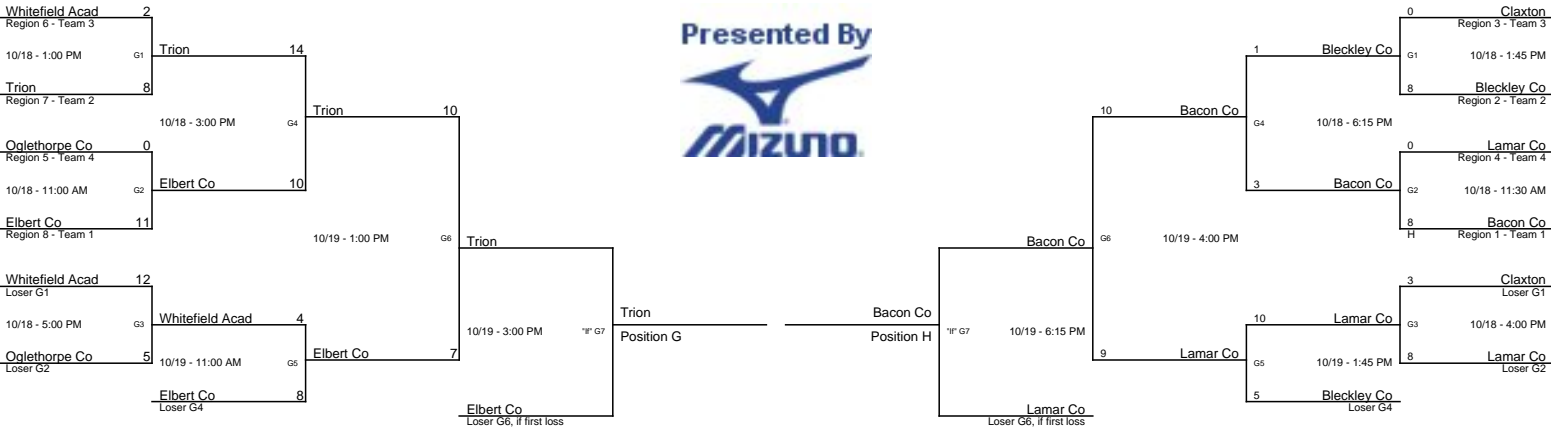 Whitefield Acad 2
Region 6 - Team 3
10/18 - 1:00 PM G1
Trion 14
Trion 8
Region 7 - Team 2
10/18 - 3:00 PM G4
Trion 10
Oglethorpe Co 0
Region 5 - Team 4
10/18 - 11:00 AM G2
Elbert Co 10
Elbert Co 11
Region 8 - Team 1
10/19 - 1:00 PM G6
Trion
Whitefield Acad 12
Loser G1
10/18 - 5:00 PM G3
Whitefield Acad 4
Oglethorpe Co 5
Loser G2
10/19 - 11:00 AM G5
Elbert Co 7
Elbert Co 8
Loser G4
10/19 - 3:00 PM "If" G7
Trion
Position G
Elbert Co
Loser G6, if first loss
Presented By
MIZUNO
0 Claxton
Region 3 - Team 3
G1 10/18 - 1:45 PM
1 Bleckley Co
8 Bleckley Co
Region 2 - Team 2
10 Bacon Co
G4 10/18 - 6:15 PM
0 Lamar Co
Region 4 - Team 4
G2 10/18 - 11:30 AM
3 Bacon Co
8 Bacon Co
H Region 1 - Team 1
Bacon Co
G6 10/19 - 4:00 PM
3 Claxton
Loser G1
G3 10/18 - 4:00 PM
10 Lamar Co
8 Lamar Co
Loser G2
9 Lamar Co
G5 10/19 - 1:45 PM
5 Bleckley Co
Loser G4
Bacon Co
Position H
"If" G7 10/19 - 6:15 PM
Lamar Co
Loser G6, if first loss